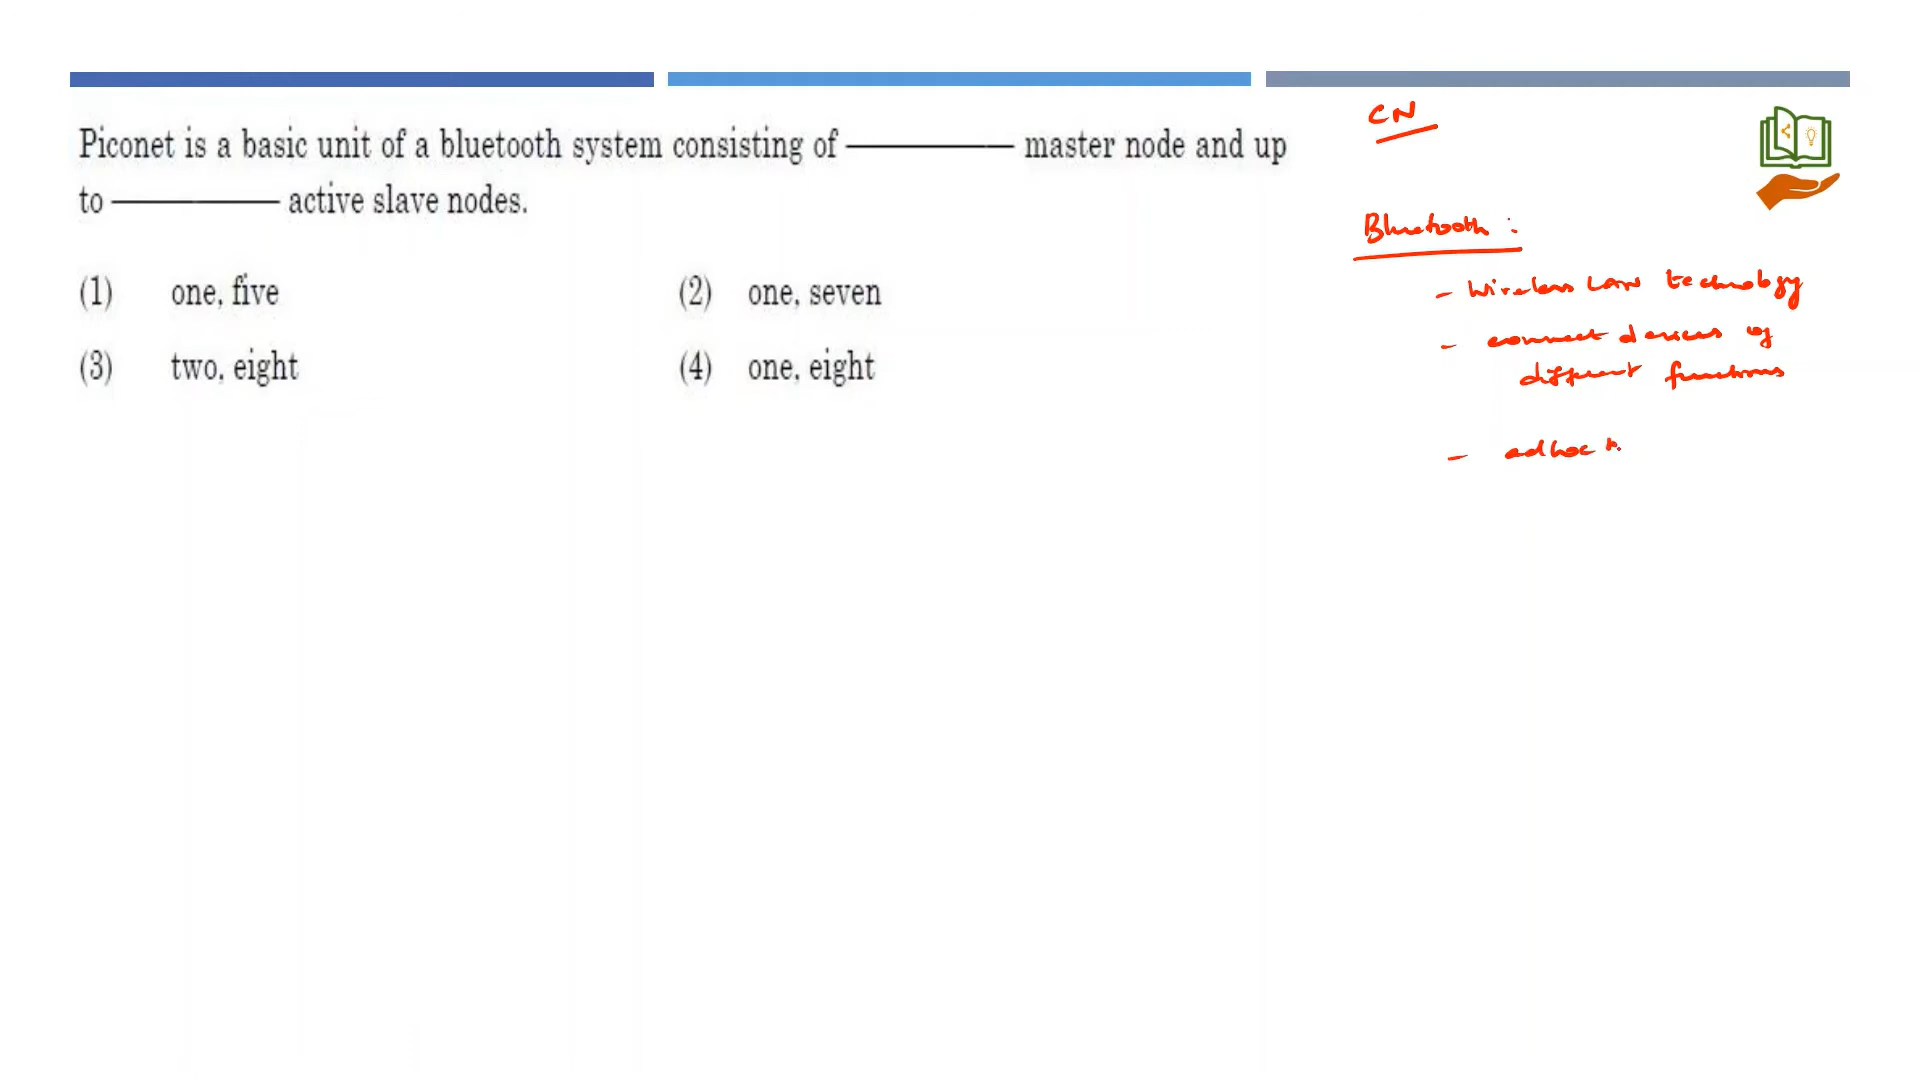 Piconet is a basic unit of a bluetooth system consisting of ———— master node and up
to ———— active slave nodes.
(1) one, five
(2) one, seven
(3) two, eight
(4) one, eight
CN
Bluetooth :
- Wireless LAN technology
- connect devices of
different functions
- adhoc